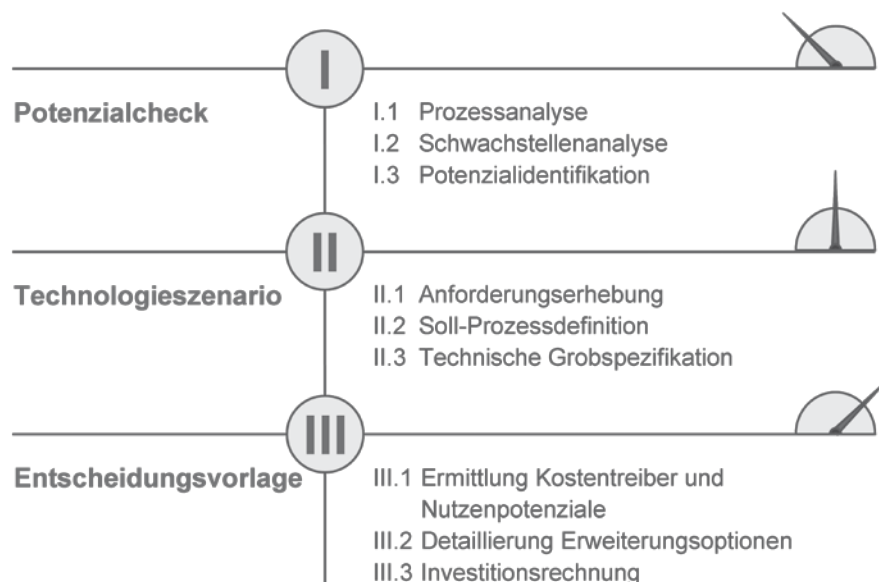 I
Potenzialcheck
I.1 Prozessanalyse
I.2 Schwachstellenanalyse
I.3 Potenzialidentifikation
II
Technologieszenario
II.1 Anforderungserhebung
II.2 Soll-Prozessdefinition
II.3 Technische Grobspezifikation
III
Entscheidungsvorlage
III.1 Ermittlung Kostentreiber und
Nutzenpotenziale
III.2 Detaillierung Erweiterungsoptionen
III.3 Investitionsrechnung